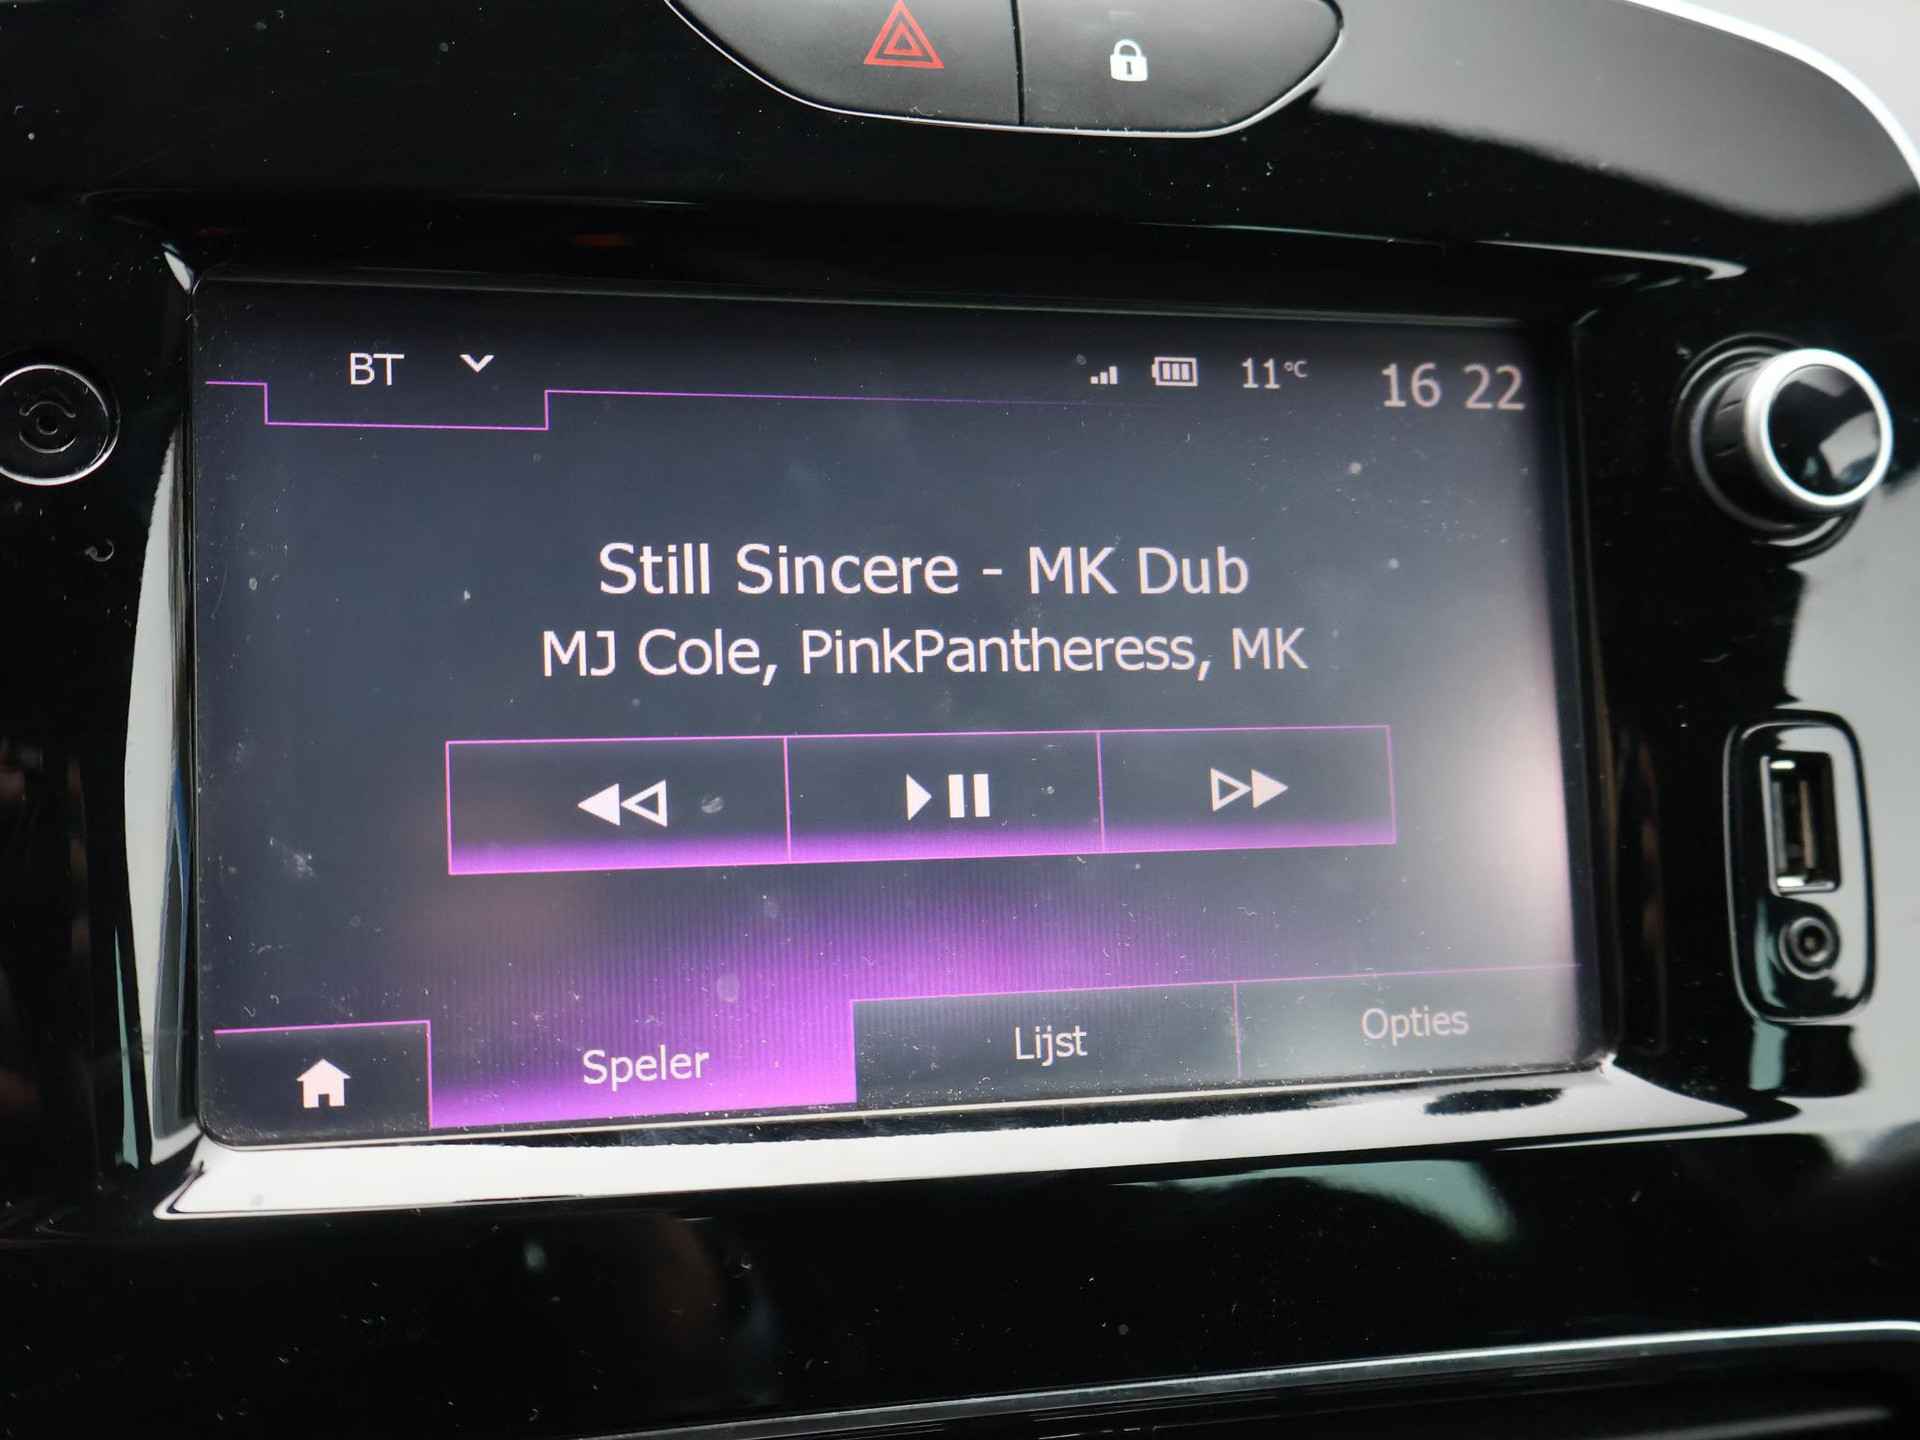 BT 11°C 16 22
Still Sincere - MK Dub
MJ Cole, PinkPantheress, MK
Speler Lijst Opties